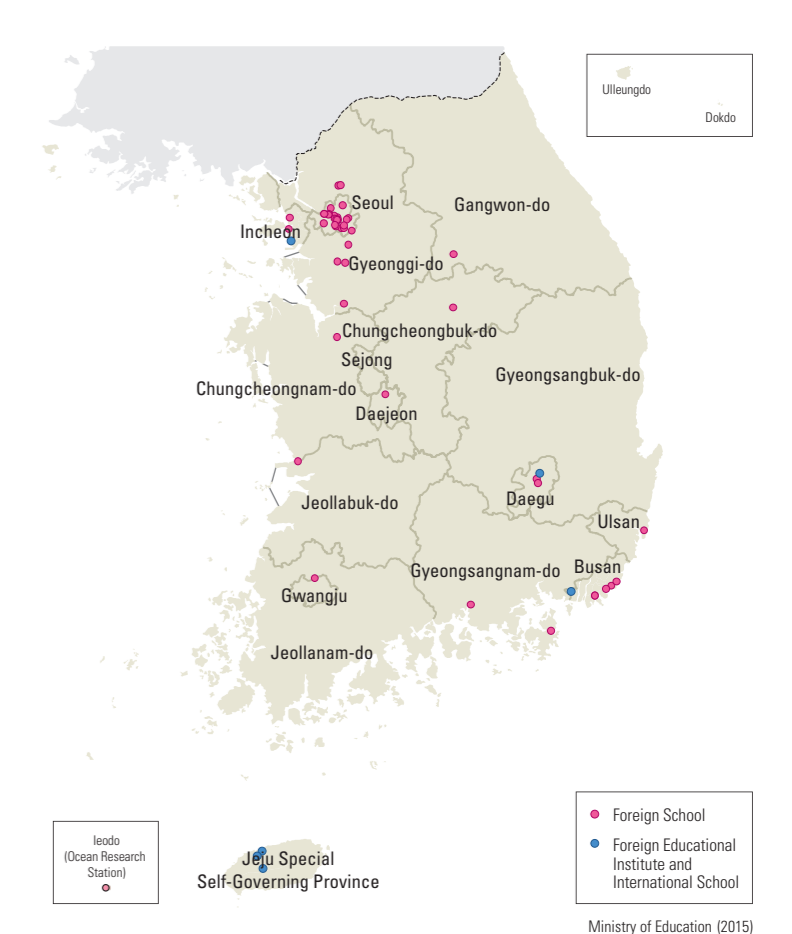 Ulleungdo
Dokdo
Seoul
Gangwon-do
Incheon
Gyeonggi-do
Chungcheongbuk-do
Sejong
Gyeongsangbuk-do
Chungcheongnam-do
Daejeon
Daegu
Jeollabuk-do
Ulsan
Gyeongsangnam-do
Busan
Gwangju
Jeollanam-do
Ieodo
(Ocean Research
Station)
Jeju Special
Self-Governing Province
Foreign School
Foreign Educational
Institute and
International School
Ministry of Education (2015)